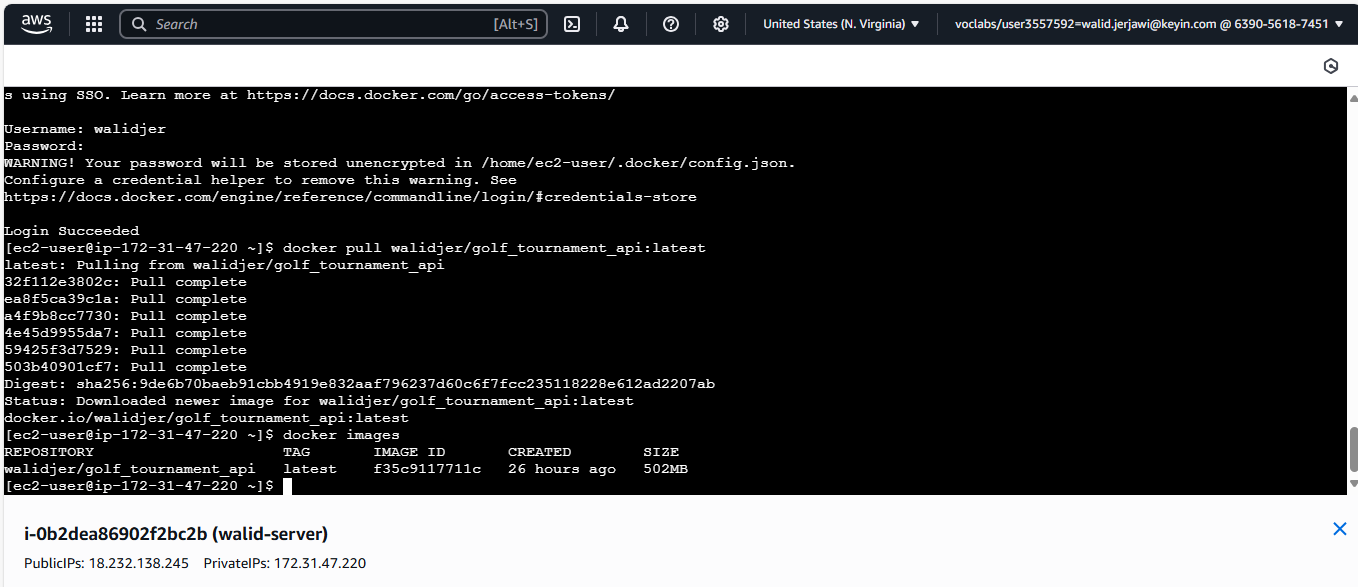 aws
Search [Alt+S]
United States (N. Virginia) ▼
voclabs/user3557592=walid.jerjawi@keyin.com @ 6390-5618-7451 ▼
s using SSO. Learn more at https://docs.docker.com/go/access-tokens/
Username: walidjer
Password:
WARNING! Your password will be stored unencrypted in /home/ec2-user/.docker/config.json.
Configure a credential helper to remove this warning. See
https://docs.docker.com/engine/reference/commandline/login/#credentials-store
Login Succeeded
[ec2-user@ip-172-31-47-220 ~]$ docker pull walidjer/golf_tournament_api:latest
latest: Pulling from walidjer/golf_tournament_api
32f112e3802c: Pull complete
ea8f5ca39c1a: Pull complete
a4f9b8cc7730: Pull complete
4e45d9955da7: Pull complete
59425f3d7529: Pull complete
503b40901cf7: Pull complete
Digest: sha256:9de6b70baeb91cbb4919e832aaf796237d60c6f7fcc235118228e612ad2207ab
Status: Downloaded newer image for walidjer/golf_tournament_api:latest
docker.io/walidjer/golf_tournament_api:latest
[ec2-user@ip-172-31-47-220 ~]$ docker images
REPOSITORY TAG IMAGE ID CREATED SIZE
walidjer/golf_tournament_api latest f35c9117711c 26 hours ago 502MB
[ec2-user@ip-172-31-47-220 ~]$
i-0b2dea86902f2bc2b (walid-server)
PublicIPs: 18.232.138.245 PrivateIPs: 172.31.47.220